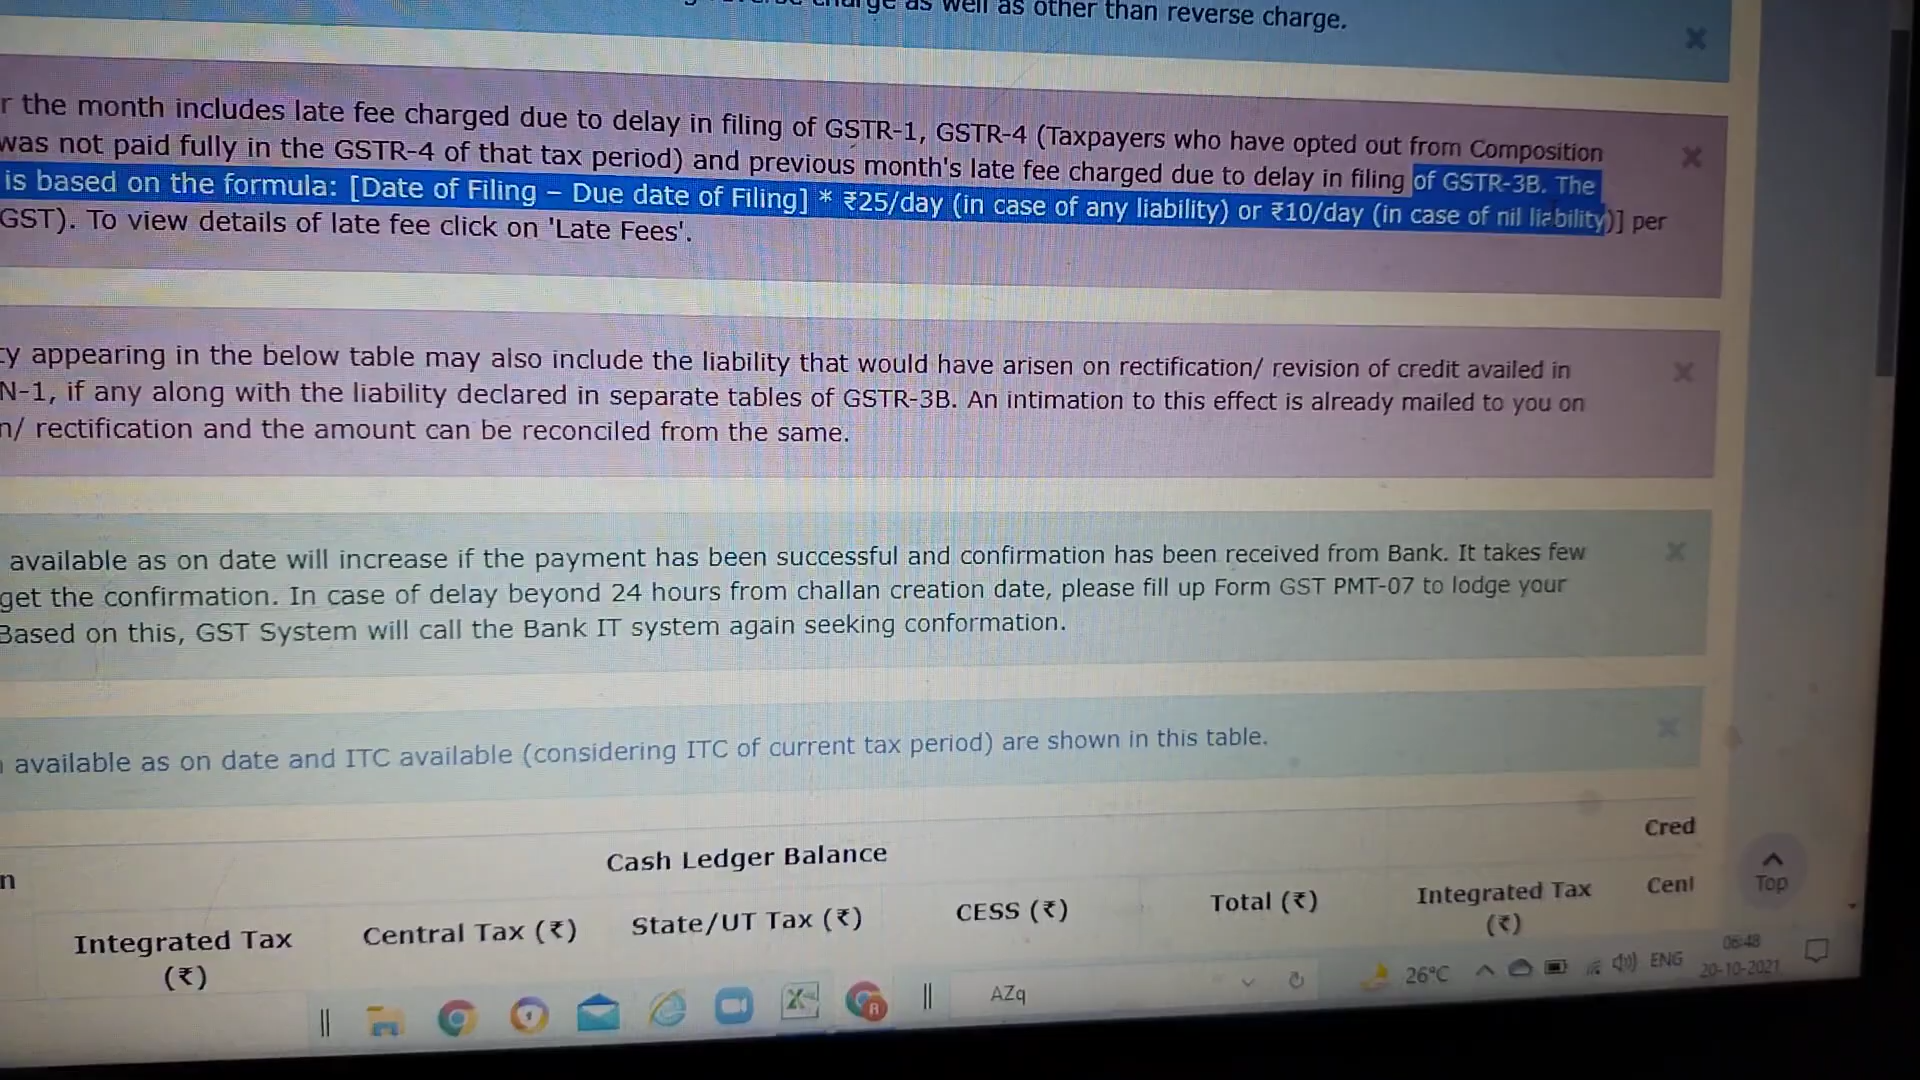 as well as other than reverse charge.
r the month includes late fee charged due to delay in filing of GSTR-1, GSTR-4 (Taxpayers who have opted out from Composition
was not paid fully in the GSTR-4 of that tax period) and previous month's late fee charged due to delay in filing of GSTR-3B. The
is based on the formula: [Date of Filing – Due date of Filing] * ₹25/day (in case of any liability) or ₹10/day (in case of nil liability)] per
GST). To view details of late fee click on 'Late Fees'.
ty appearing in the below table may also include the liability that would have arisen on rectification/ revision of credit availed in
N-1, if any along with the liability declared in separate tables of GSTR-3B. An intimation to this effect is already mailed to you on
n/ rectification and the amount can be reconciled from the same.
available as on date will increase if the payment has been successful and confirmation has been received from Bank. It takes few
get the confirmation. In case of delay beyond 24 hours from challan creation date, please fill up Form GST PMT-07 to lodge your
Based on this, GST System will call the Bank IT system again seeking conformation.
available as on date and ITC available (considering ITC of current tax period) are shown in this table.
Cash Ledger Balance
Cred
n
Integrated Tax (₹)
Central Tax (₹)
State/UT Tax (₹)
CESS (₹)
Total (₹)
Integrated Tax (₹)
Cent
Top
AZq
26°C
ENG
06:48
20-10-2021